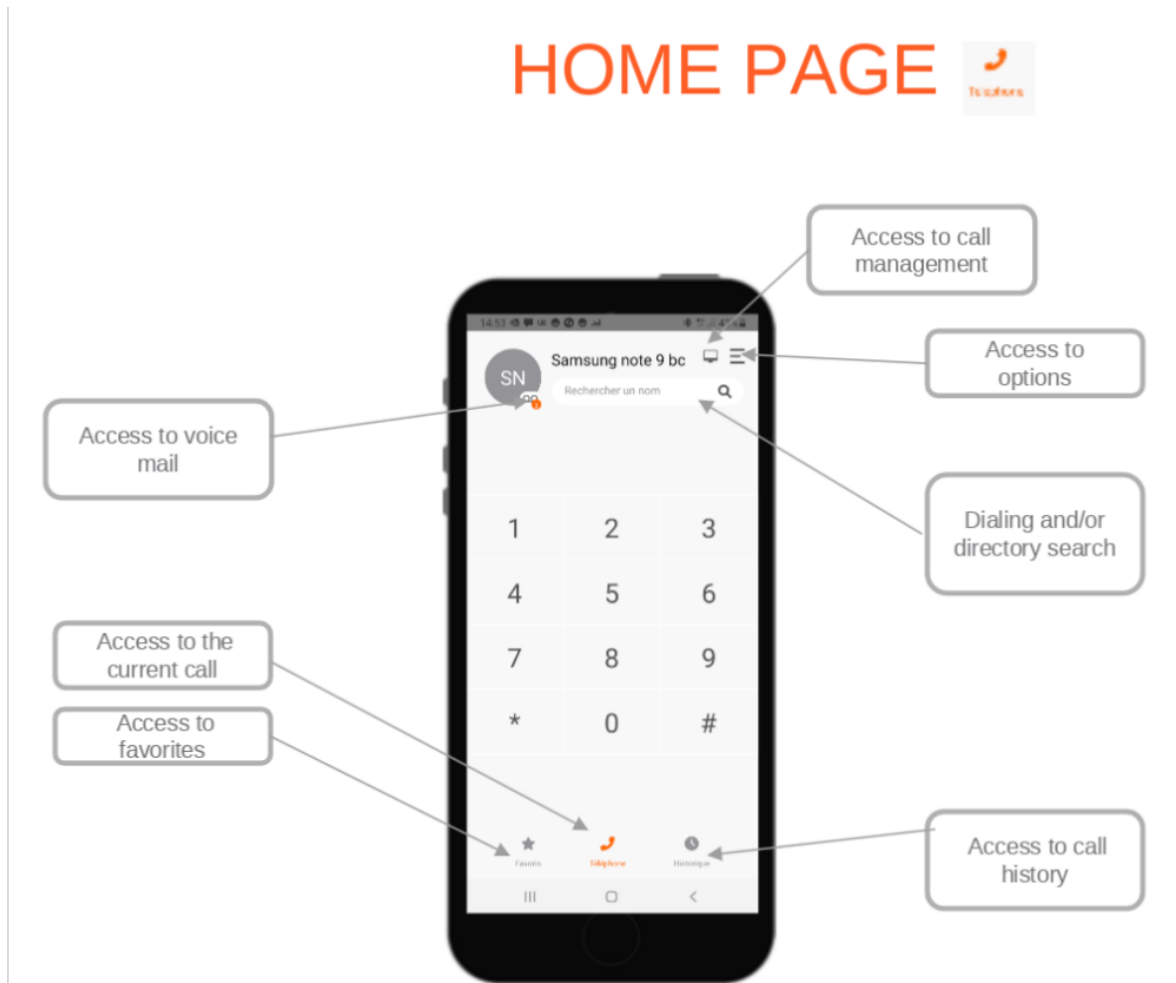 HOME PAGE
Access to call
management
14:53
Samsung note 9 bc
Access to
options
SN
Rechercher un nom
Access to voice
mail
Dialing and/or
directory search
1 2 3
4 5 6
7 8 9
* 0 #
Access to the
current call
Access to
favorites
Favoris Téléphone Historique
Access to call
history